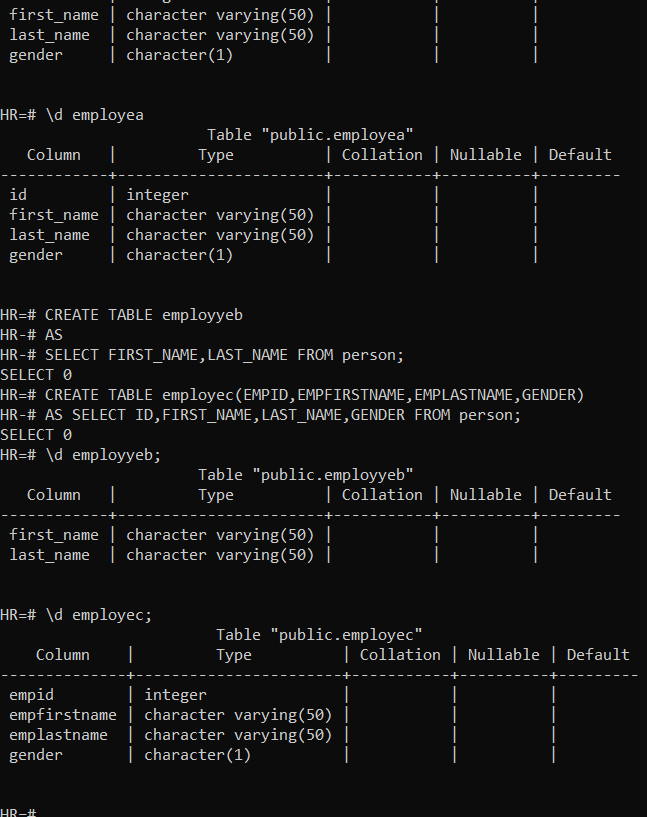 first_name | character varying(50) |           |          |
 last_name  | character varying(50) |           |          |
 gender     | character(1)          |           |          |
HR=# \d employea
                       Table "public.employea"
   Column   |         Type          | Collation | Nullable | Default
------------+-----------------------+-----------+----------+---------
 id         | integer               |           |          |
 first_name | character varying(50) |           |          |
 last_name  | character varying(50) |           |          |
 gender     | character(1)          |           |          |
HR=# CREATE TABLE employyeb
HR-# AS
HR-# SELECT FIRST_NAME,LAST_NAME FROM person;
SELECT 0
HR=# CREATE TABLE employec(EMPID,EMPFIRSTNAME,EMPLASTNAME,GENDER)
HR-# AS SELECT ID,FIRST_NAME,LAST_NAME,GENDER FROM person;
SELECT 0
HR=# \d employyeb;
                      Table "public.employyeb"
   Column   |         Type          | Collation | Nullable | Default
------------+-----------------------+-----------+----------+---------
 first_name | character varying(50) |           |          |
 last_name  | character varying(50) |           |          |
HR=# \d employec;
                        Table "public.employec"
    Column    |         Type          | Collation | Nullable | Default
--------------+-----------------------+-----------+----------+---------
 empid        | integer               |           |          |
 empfirstname | character varying(50) |           |          |
 emplastname  | character varying(50) |           |          |
 gender       | character(1)          |           |          |
HR=#